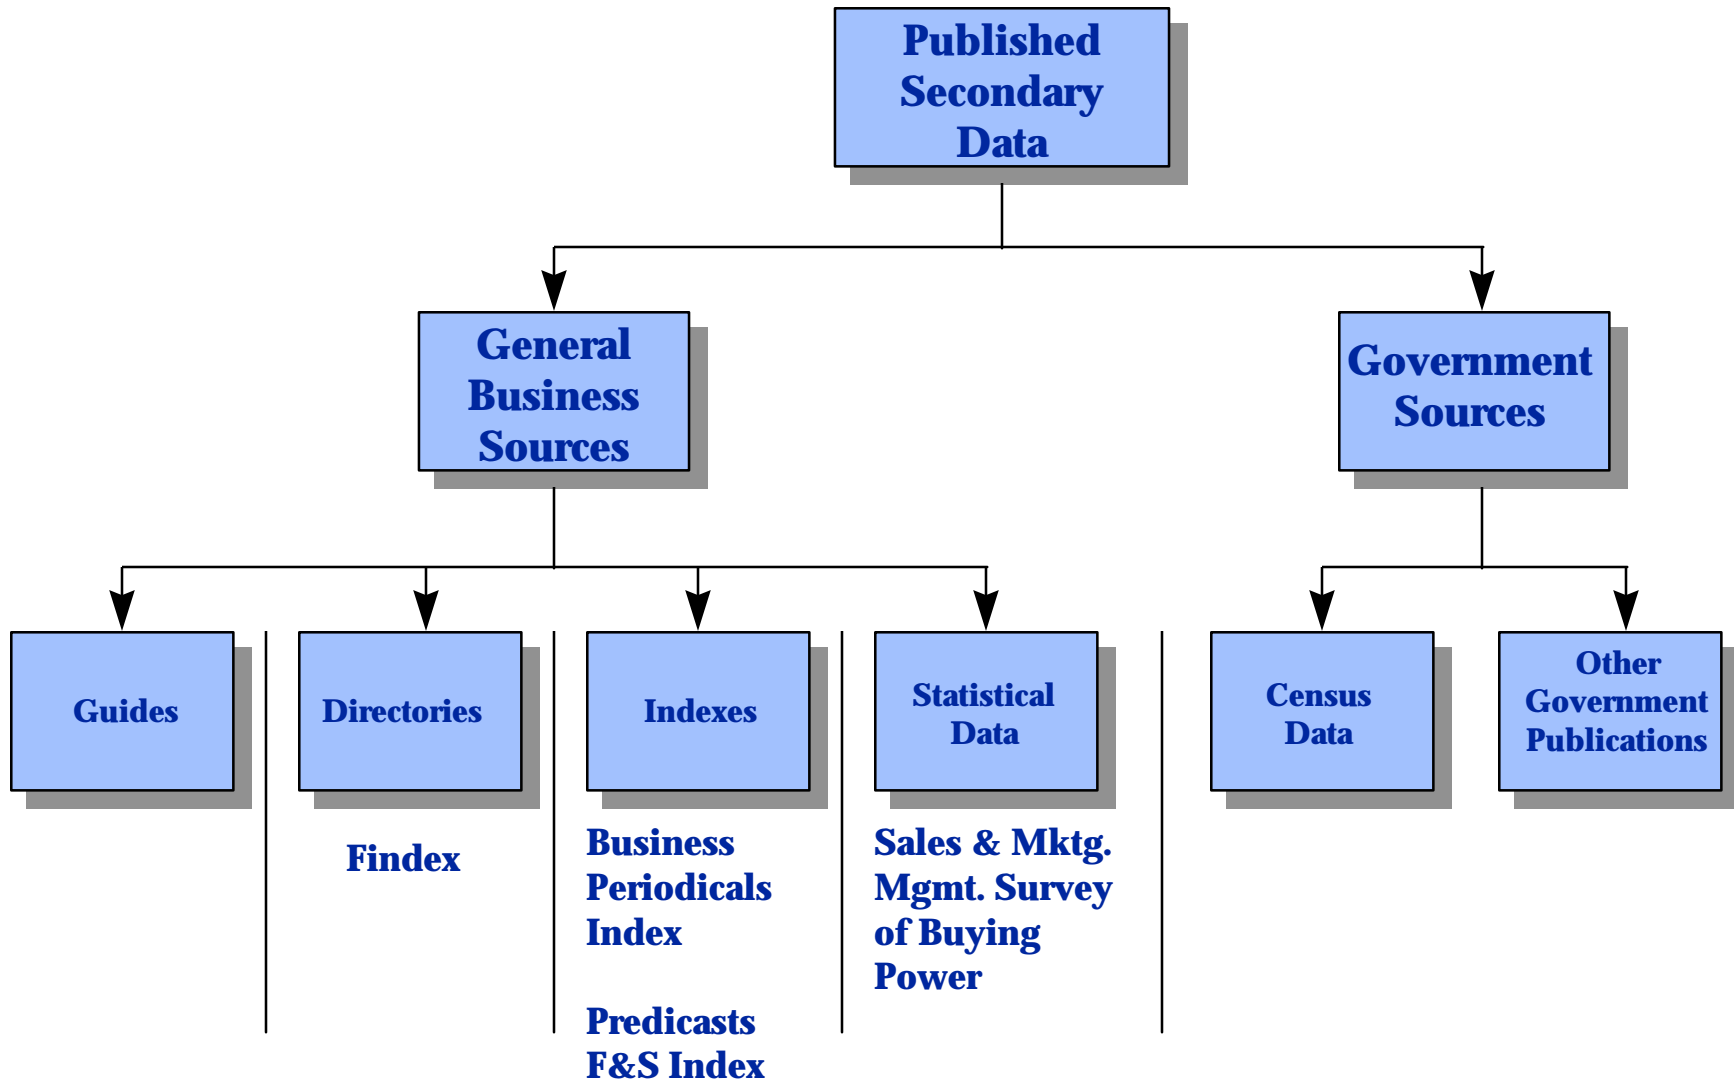 Published
Secondary
Data
General
Business
Sources
Government
Sources
Guides
Directories
Indexes
Statistical
Data
Census
Data
Other
Government
Publications
Findex
Business
Periodicals
Index
Predicasts
F&S Index
Sales & Mktg.
Mgmt. Survey
of Buying
Power